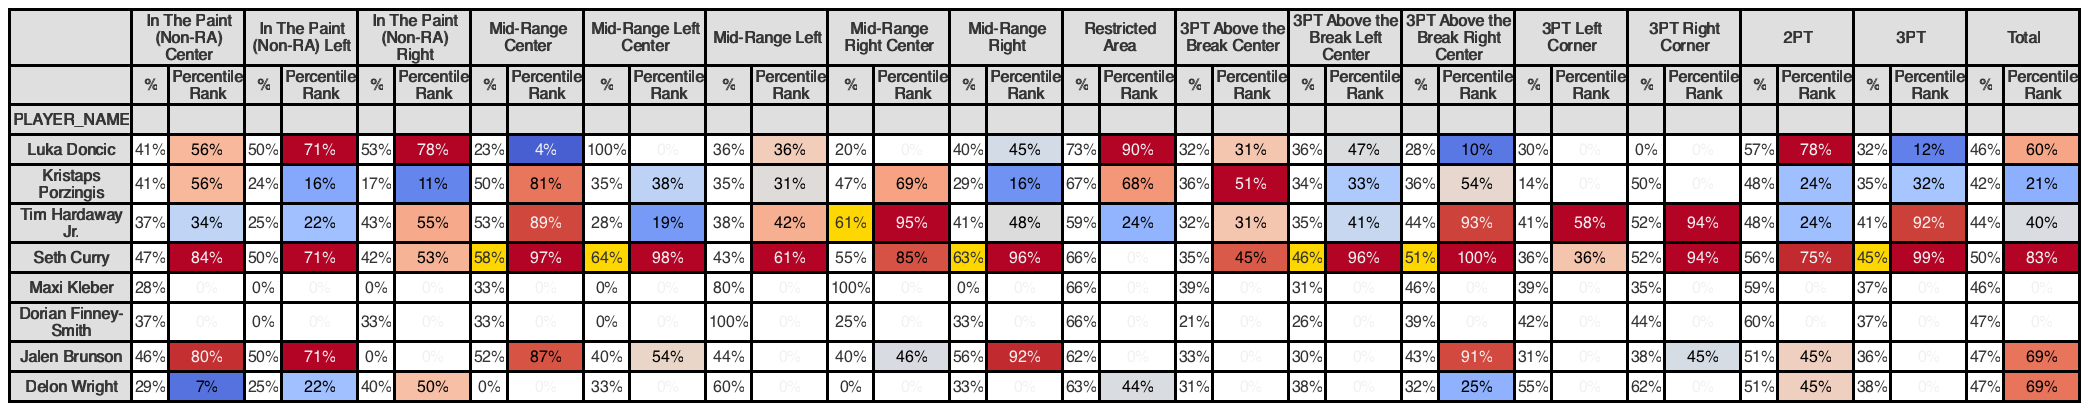 In The Paint (Non-RA) Center
In The Paint (Non-RA) Left
In The Paint (Non-RA) Right
Mid-Range Center
Mid-Range Left Center
Mid-Range Left
Mid-Range Right Center
Mid-Range Right
Restricted Area
3PT Above the Break Center
3PT Above the Break Left Center
3PT Above the Break Right Center
3PT Left Corner
3PT Right Corner
2PT
3PT
Total
% Percentile Rank % Percentile Rank % Percentile Rank % Percentile Rank % Percentile Rank % Percentile Rank % Percentile Rank % Percentile Rank % Percentile Rank % Percentile Rank % Percentile Rank % Percentile Rank % Percentile Rank % Percentile Rank % Percentile Rank % Percentile Rank % Percentile Rank
PLAYER_NAME
Luka Doncic 41% 56% 50% 71% 53% 78% 23% 4% 100% 0% 36% 36% 20% 0% 40% 45% 73% 90% 32% 31% 36% 47% 28% 10% 30% 0% 0% 0% 57% 78% 32% 12% 46% 60%
Kristaps Porzingis 41% 56% 24% 16% 17% 11% 50% 81% 35% 38% 35% 31% 47% 69% 29% 16% 67% 68% 36% 51% 34% 33% 36% 54% 14% 0% 50% 0% 48% 24% 35% 32% 42% 21%
Tim Hardaway Jr. 37% 34% 25% 22% 43% 55% 53% 89% 28% 19% 38% 42% 61% 95% 41% 48% 59% 24% 32% 31% 35% 41% 44% 93% 41% 58% 52% 94% 48% 24% 41% 92% 44% 40%
Seth Curry 47% 84% 50% 71% 42% 53% 58% 97% 64% 98% 43% 61% 55% 85% 63% 96% 66% 0% 35% 45% 46% 96% 51% 100% 36% 36% 52% 94% 56% 75% 45% 99% 50% 83%
Maxi Kleber 28% 0% 0% 0% 0% 0% 33% 0% 0% 0% 80% 0% 100% 0% 0% 0% 66% 0% 39% 0% 31% 0% 46% 0% 39% 0% 35% 0% 59% 0% 37% 0% 46% 0%
Dorian Finney-Smith 37% 0% 0% 0% 33% 0% 33% 0% 0% 0% 100% 0% 25% 0% 33% 0% 66% 0% 21% 0% 26% 0% 39% 0% 42% 0% 44% 0% 60% 0% 37% 0% 47% 0%
Jalen Brunson 46% 80% 50% 71% 0% 0% 52% 87% 40% 54% 44% 0% 40% 46% 56% 92% 62% 0% 33% 0% 30% 0% 43% 91% 31% 0% 38% 45% 51% 45% 36% 0% 47% 69%
Delon Wright 29% 7% 25% 22% 40% 50% 0% 0% 33% 0% 60% 0% 0% 0% 33% 0% 63% 44% 31% 0% 38% 0% 32% 25% 55% 0% 62% 0% 51% 45% 38% 0% 47% 69%